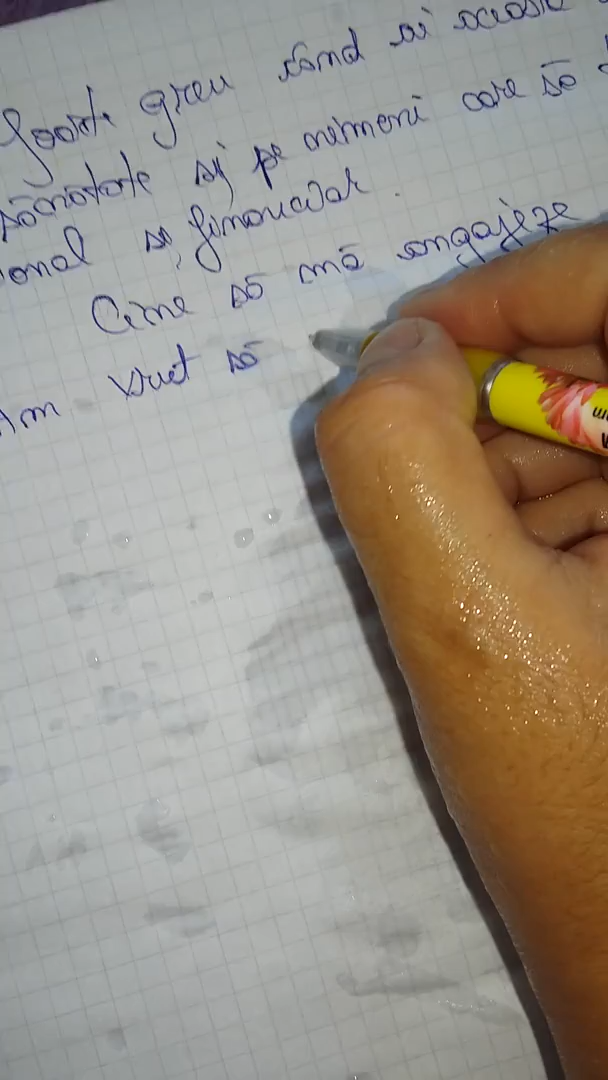 foarte greu când ai această
sănătate și pe nimeni care să
onal și financiar.
Cine să mă angajeze
Am vrut să